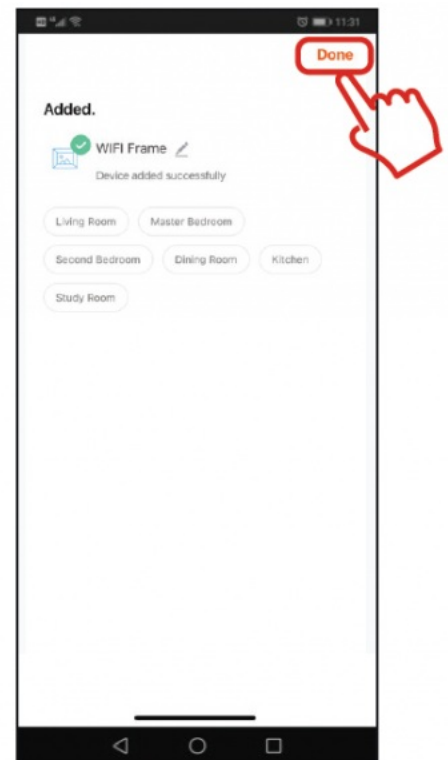 11:31
Done
Added.
WIFI Frame
Device added successfully
Living Room Master Bedroom
Second Bedroom Dining Room Kitchen
Study Room